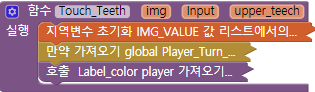 함수 Touch_Teeth img Input upper_teech
실행 지역변수 초기화 IMG_VALUE 값 리스트에서의...
만약 가져오기 global Player_Turn_...
호출 Label_color player 가져오기...